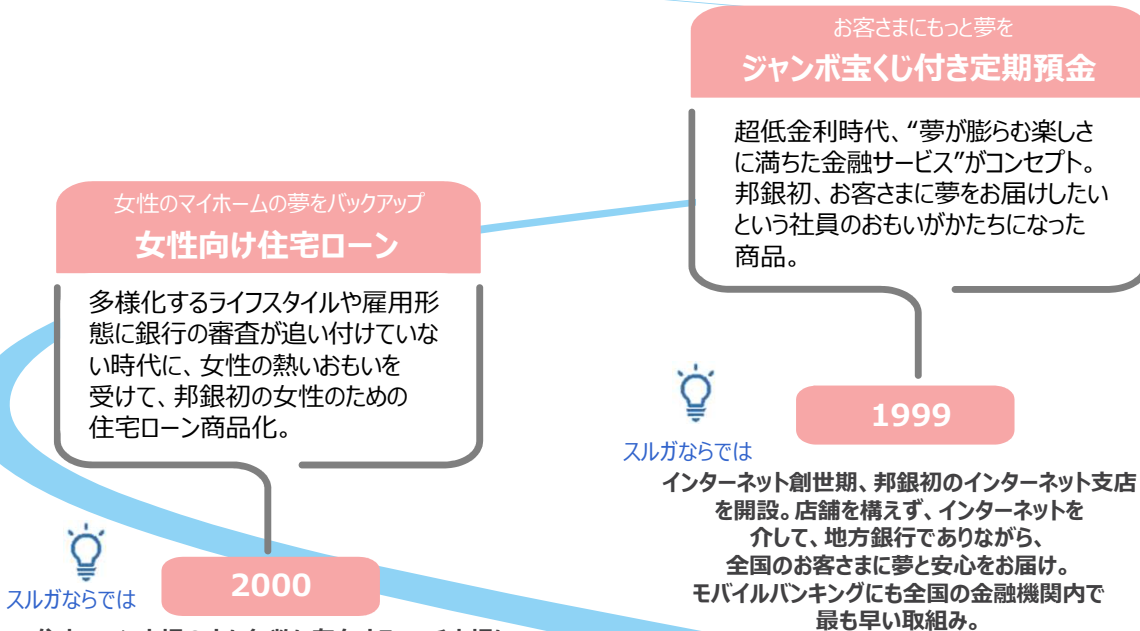 お客さまにもっと夢を
ジャンボ宝くじ付き定期預金
超低金利時代、“夢が膨らむ楽しさ
に満ちた金融サービス”がコンセプト。
邦銀初、お客さまに夢をお届けしたい
という社員のおもいがかたちになった
商品。
1999
スルガならでは
インターネット創世期、邦銀初のインターネット支店
を開設。店舗を構えず、インターネットを
介して、地方銀行でありながら、
全国のお客さまに夢と安心をお届け。
モバイルバンキングにも全国の金融機関内で
最も早い取組み。
女性のマイホームの夢をバックアップ
女性向け住宅ローン
多様化するライフスタイルや雇用形
態に銀行の審査が追い付けていな
い時代に、女性の熱いおもいを
受けて、邦銀初の女性のための
住宅ローン商品化。
2000
スルガならでは